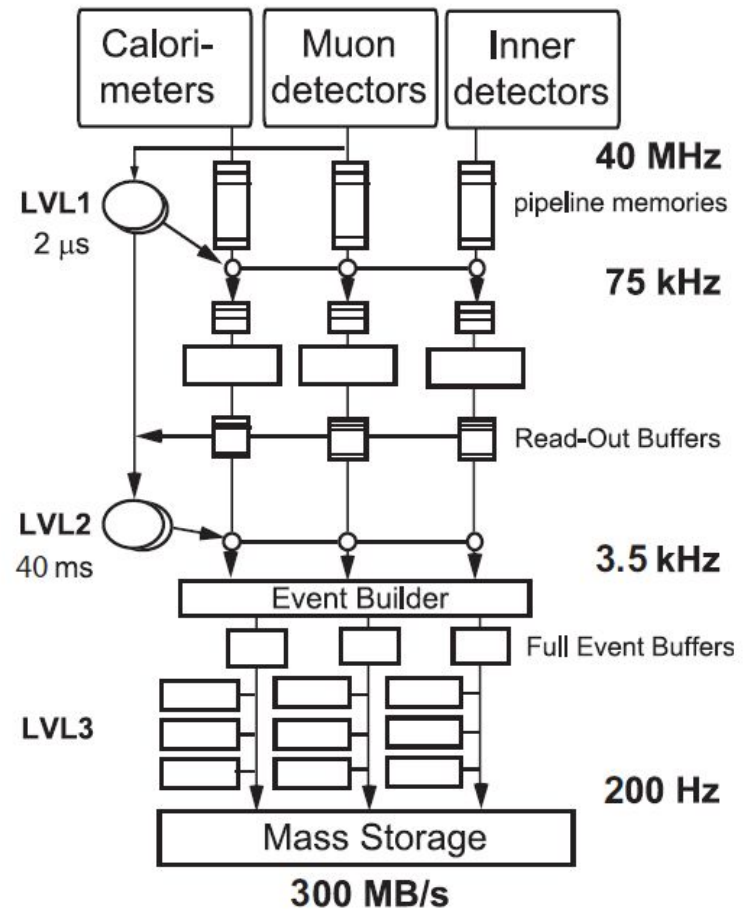 Calori-
meters
Muon
detectors
Inner
detectors
40 MHz
LVL1
pipeline memories
2 μs
75 kHz
Read-Out Buffers
LVL2
40 ms
3.5 kHz
Event Builder
Full Event Buffers
LVL3
200 Hz
Mass Storage
300 MB/s